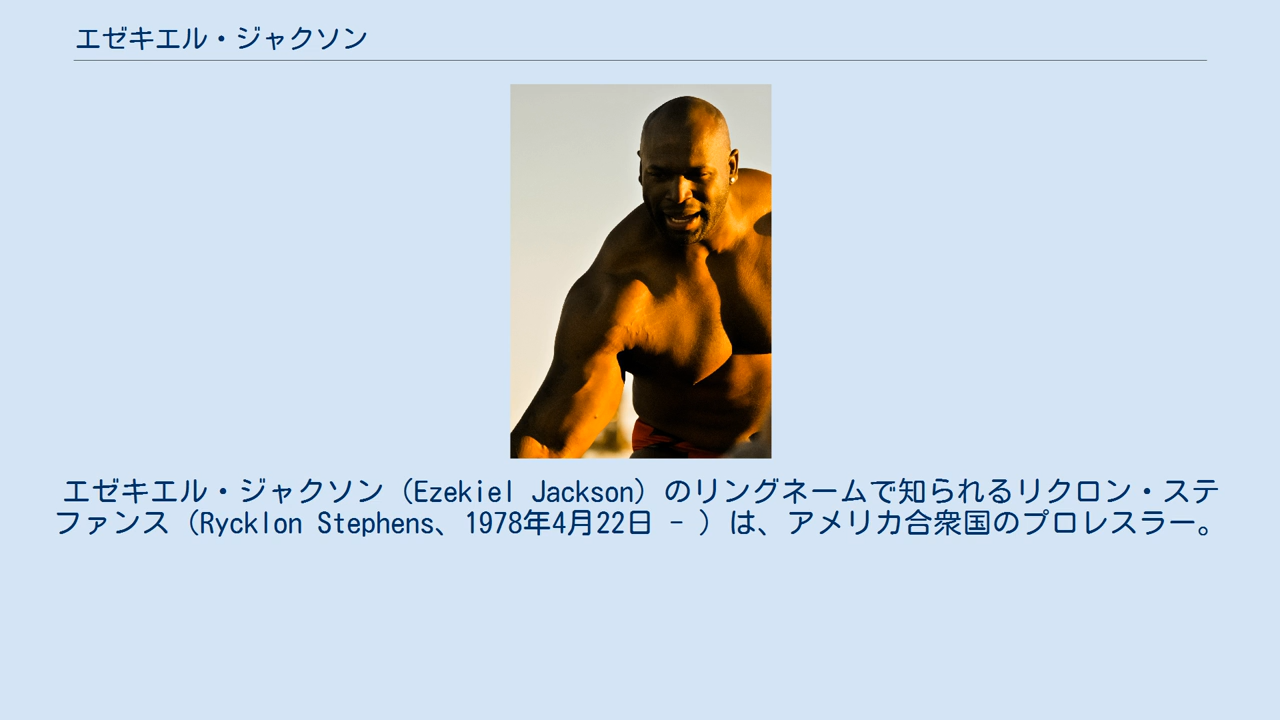 エゼキエル・ジャクソン
エゼキエル・ジャクソン（Ezekiel Jackson）のリングネームで知られるリクロン・ステ
ファンス（Rycklon Stephens、1978年4月22日 - ）は、アメリカ合衆国のプロレスラー。